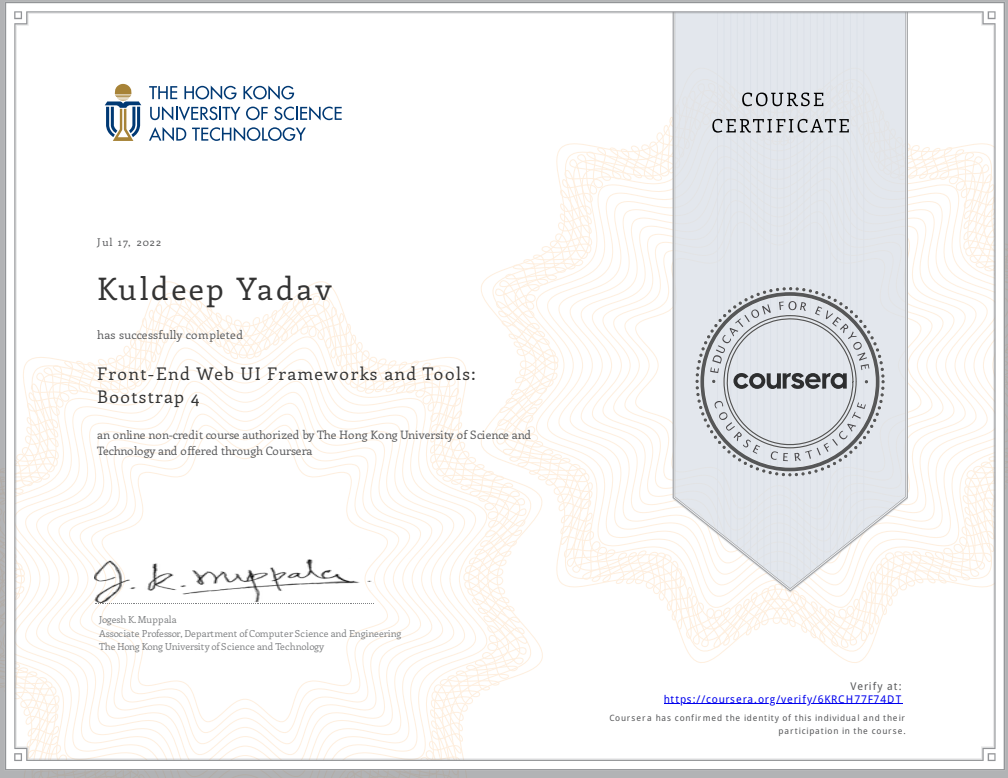 THE HONG KONG
UNIVERSITY OF SCIENCE
AND TECHNOLOGY
COURSE
CERTIFICATE
Jul 17, 2022
Kuldeep Yadav
has successfully completed
Front-End Web UI Frameworks and Tools:
Bootstrap 4
an online non-credit course authorized by The Hong Kong University of Science and
Technology and offered through Coursera
EDUCATION FOR EVERYONE
coursera
COURSE CERTIFICATE
J. K. Muppala
Jogesh K. Muppala
Associate Professor, Department of Computer Science and Engineering
The Hong Kong University of Science and Technology
Verify at:
https://coursera.org/verify/6KRCH77F74DT
Coursera has confirmed the identity of this individual and their
participation in the course.